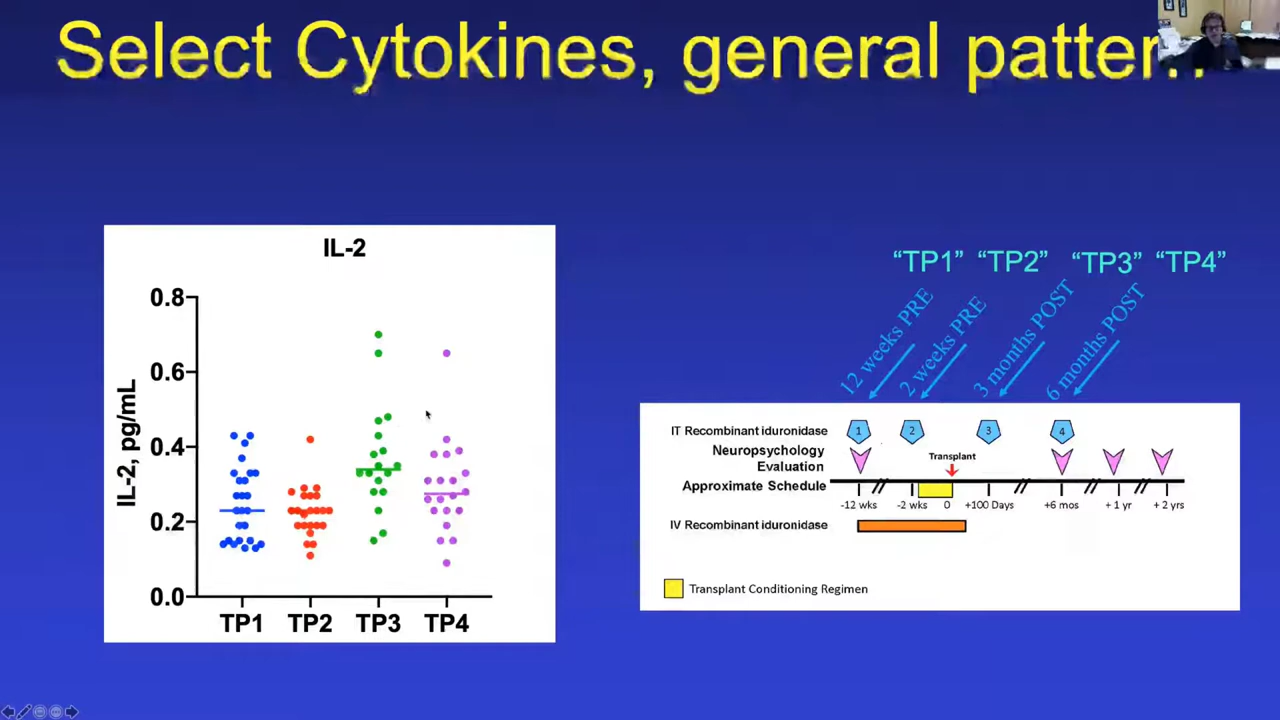 Select Cytokines, general pattern
IL-2
IL-2, pg/mL
0.8
0.6
0.4
0.2
0.0
TP1 TP2 TP3 TP4
“TP1” “TP2” “TP3” “TP4”
12 weeks PRE
2 weeks PRE
3 months POST
6 months POST
IT Recombinant iduronidase
1 2 3 4
Neuropsychology
Evaluation
Transplant
Approximate Schedule
-12 wks -2 wks 0 +100 Days +6 mos + 1 yr + 2 yrs
IV Recombinant iduronidase
Transplant Conditioning Regimen